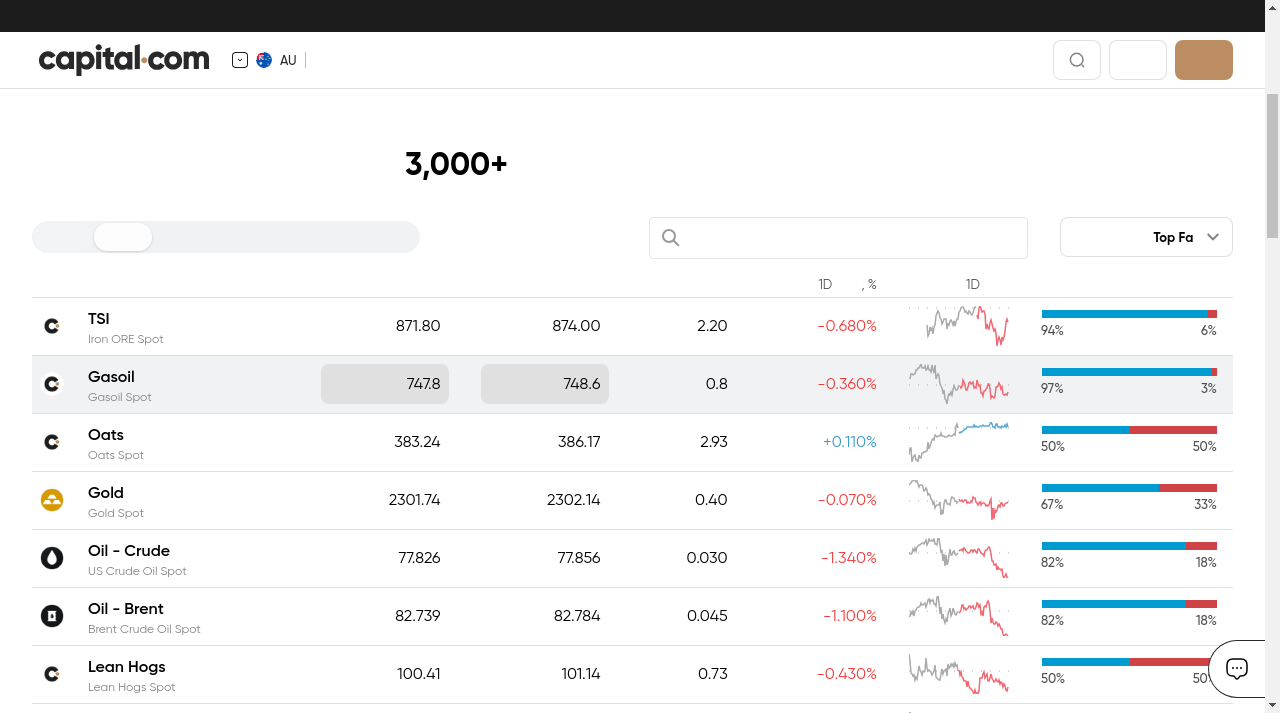 capital.com
AU
3,000+
Top Fa
1D , % 1D
TSI 871.80 874.00 2.20 -0.680% 94% 6%
Iron ORE Spot
Gasoil 747.8 748.6 0.8 -0.360% 97% 3%
Gasoil Spot
Oats 383.24 386.17 2.93 +0.110% 50% 50%
Oats Spot
Gold 2301.74 2302.14 0.40 -0.070% 67% 33%
Gold Spot
Oil - Crude 77.826 77.856 0.030 -1.340% 82% 18%
US Crude Oil Spot
Oil - Brent 82.739 82.784 0.045 -1.100% 82% 18%
Brent Crude Oil Spot
Lean Hogs 100.41 101.14 0.73 -0.430% 50% 50
Lean Hogs Spot